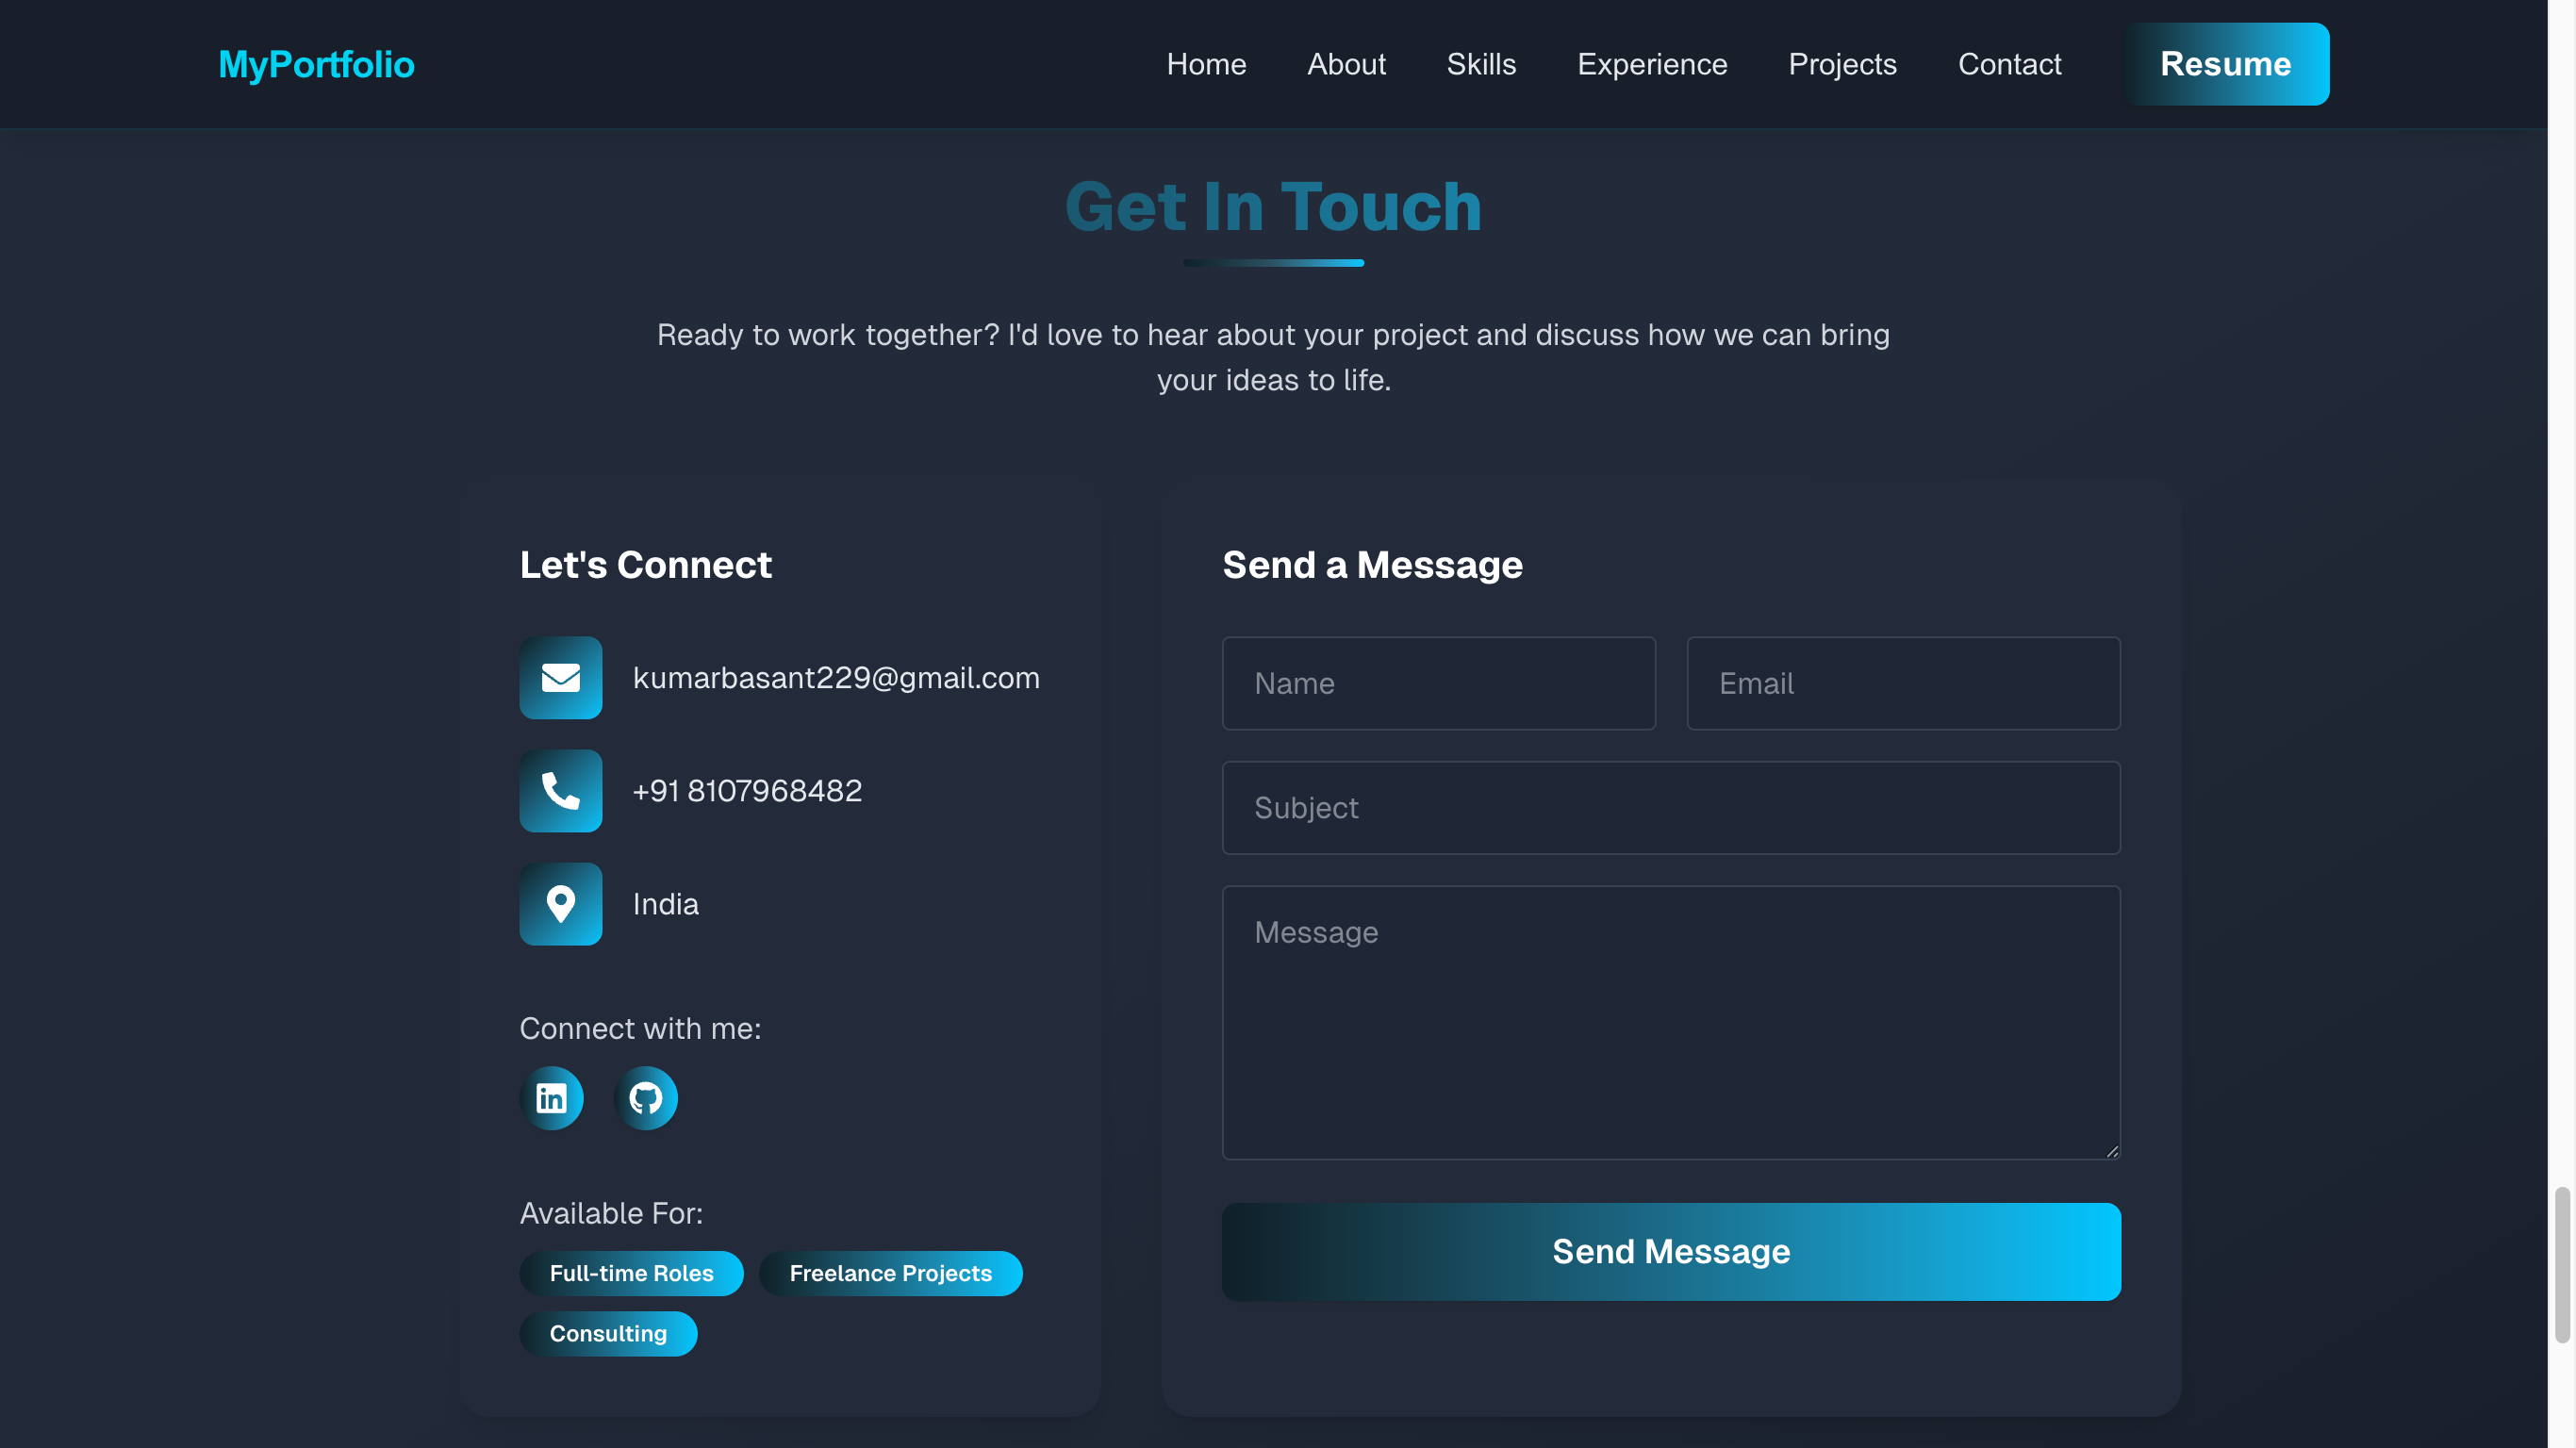 MyPortfolio
Home About Skills Experience Projects Contact Resume
Get In Touch
Ready to work together? I'd love to hear about your project and discuss how we can bring
your ideas to life.
Let's Connect
kumarbasant229@gmail.com
+91 8107968482
India
Connect with me:
in
Available For:
Full-time Roles Freelance Projects
Consulting
Send a Message
Name Email
Subject
Message
Send Message